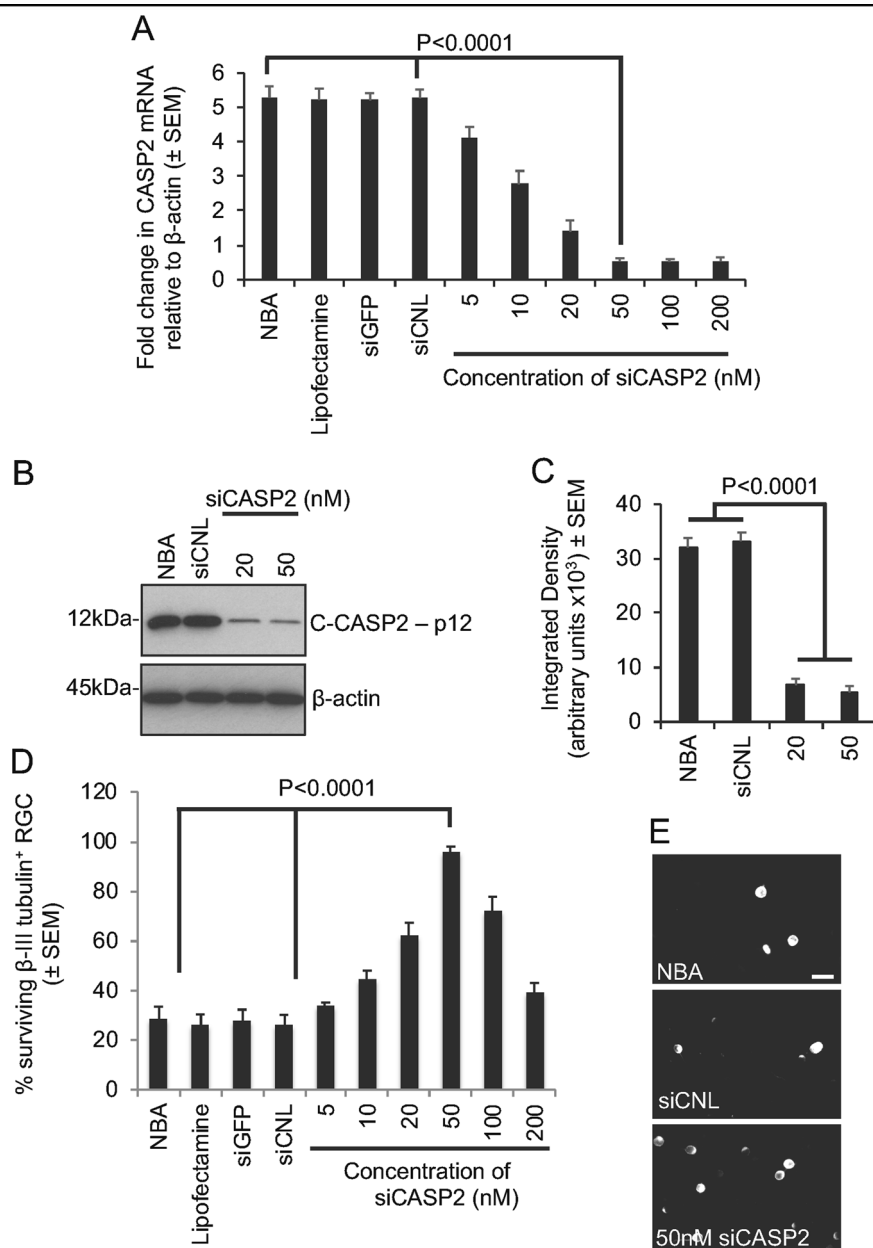 A
P<0.0001
Fold change in CASP2 mRNA
relative to β-actin (± SEM)
6
5
4
3
2
1
0
NBA
Lipofectamine
siGFP
siCNL
5
10
20
50
100
200
Concentration of siCASP2 (nM)
B
siCASP2 (nM)
NBA
siCNL
20
50
12kDa-
C-CASP2 – p12
45kDa-
β-actin
C
P<0.0001
Integrated Density
(arbitrary units x10³) ± SEM
40
30
20
10
0
NBA
siCNL
20
50
D
P<0.0001
% surviving β-III tubulin⁺ RGC
(± SEM)
120
100
80
60
40
20
0
NBA
Lipofectamine
siGFP
siCNL
5
10
20
50
100
200
Concentration of
siCASP2 (nM)
E
NBA
siCNL
50nM siCASP2